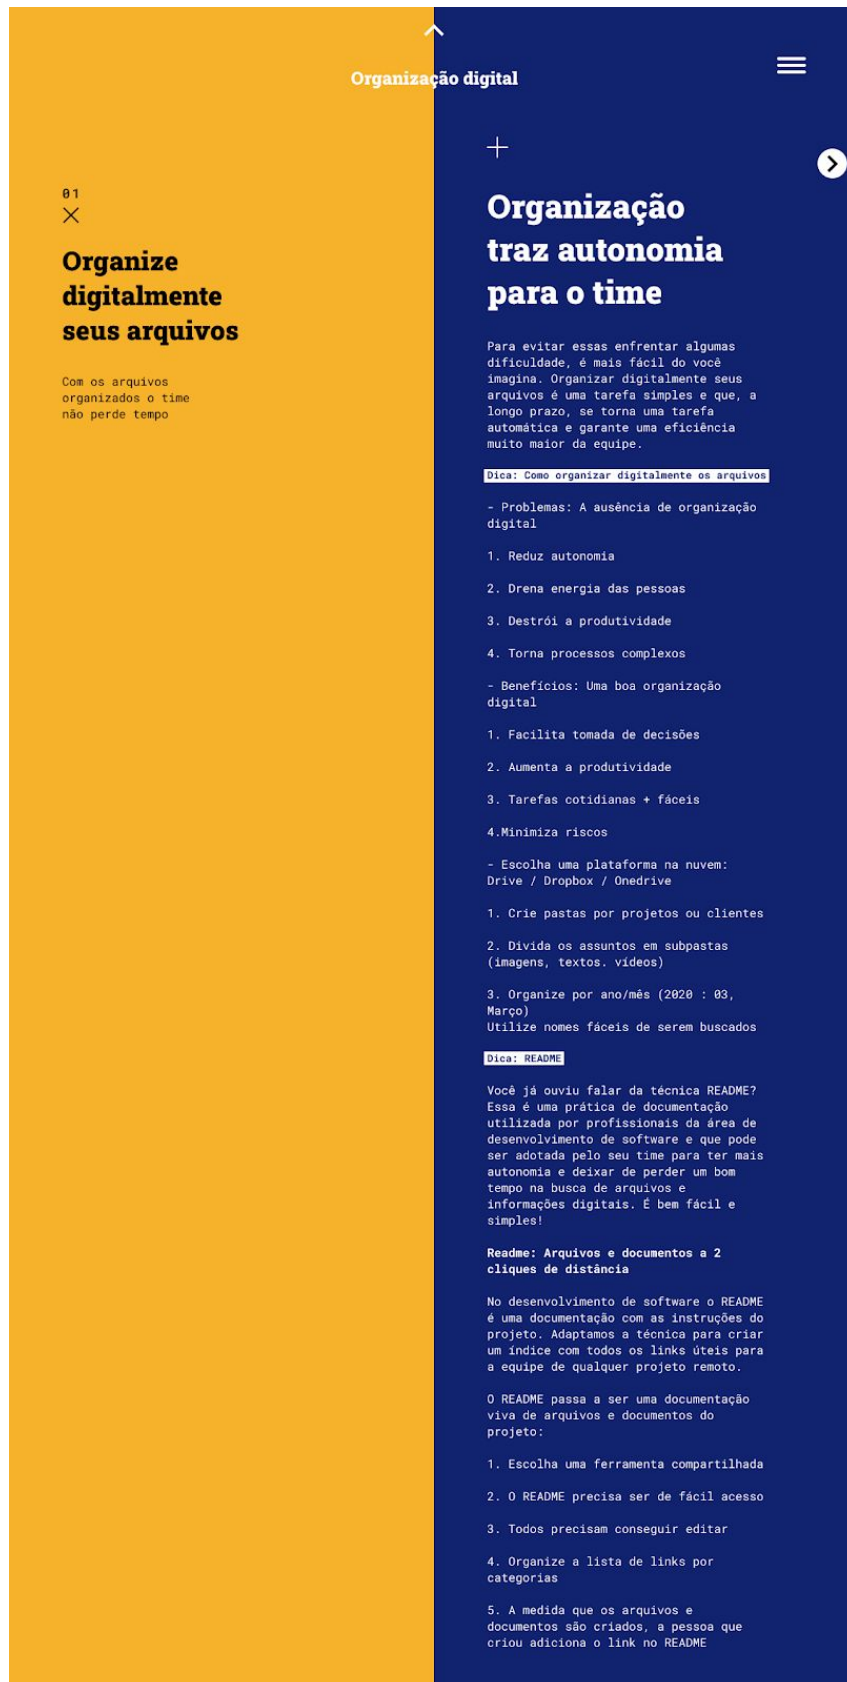 Organização digital
01
Organize
digitalmente
seus arquivos
Com os arquivos
organizados o time
não perde tempo
Organização
traz autonomia
para o time
Para evitar essas enfrentar algumas
dificuldade, é mais fácil do você
imagina. Organizar digitalmente seus
arquivos é uma tarefa simples e que, a
longo prazo, se torna uma tarefa
automática e garante uma eficiência
muito maior da equipe.
Dica: Como organizar digitalmente os arquivos
- Problemas: A ausência de organização
digital
1. Reduz autonomia
2. Drena energia das pessoas
3. Destrói a produtividade
4. Torna processos complexos
- Benefícios: Uma boa organização
digital
1. Facilita tomada de decisões
2. Aumenta a produtividade
3. Tarefas cotidianas + fáceis
4.Minimiza riscos
- Escolha uma plataforma na nuvem:
Drive / Dropbox / Onedrive
1. Crie pastas por projetos ou clientes
2. Divida os assuntos em subpastas
(imagens, textos. vídeos)
3. Organize por ano/mês (2020 : 03,
Março)
Utilize nomes fáceis de serem buscados
Dica: README
Você já ouviu falar da técnica README?
Essa é uma prática de documentação
utilizada por profissionais da área de
desenvolvimento de software e que pode
ser adotada pelo seu time para ter mais
autonomia e deixar de perder um bom
tempo na busca de arquivos e
informações digitais. É bem fácil e
simples!
Readme: Arquivos e documentos a 2
cliques de distância
No desenvolvimento de software o README
é uma documentação com as instruções do
projeto. Adaptamos a técnica para criar
um índice com todos os links úteis para
a equipe de qualquer projeto remoto.
O README passa a ser uma documentação
viva de arquivos e documentos do
projeto:
1. Escolha uma ferramenta compartilhada
2. O README precisa ser de fácil acesso
3. Todos precisam conseguir editar
4. Organize a lista de links por
categorias
5. A medida que os arquivos e
documentos são criados, a pessoa que
criou adiciona o link no README